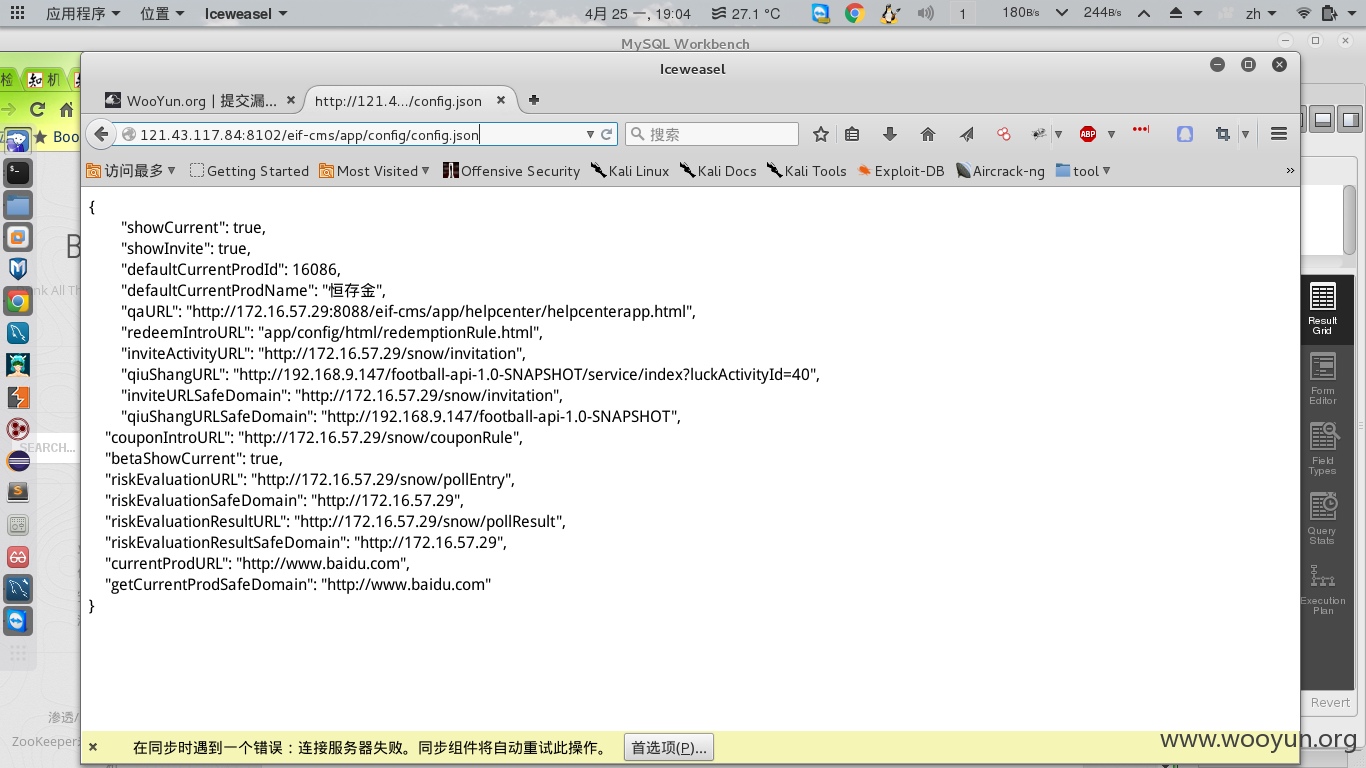 应用程序 位置 Iceweasel 4月 25 一, 19:04 27.1 °C 1 180B/s 244B/s zh
MySQL Workbench
Iceweasel
检 知 机 WooYun.org | 提交漏... http://121.4.../config.json
121.43.117.84:8102/eif-cms/app/config/config.json 搜索 ABP
Boo
访问最多 Getting Started Most Visited Offensive Security Kali Linux Kali Docs Kali Tools Exploit-DB Aircrack-ng tool »
{
"showCurrent": true,
"showInvite": true,
"defaultCurrentProdId": 16086,
"defaultCurrentProdName": "恒存金",
"qaURL": "http://172.16.57.29:8088/eif-cms/app/helpcenter/helpcenterapp.html",
"redeemIntroURL": "app/config/html/redemptionRule.html",
"inviteActivityURL": "http://172.16.57.29/snow/invitation",
"qiuShangURL": "http://192.168.9.147/football-api-1.0-SNAPSHOT/service/index?luckActivityId=40",
"inviteURLSafeDomain": "http://172.16.57.29/snow/invitation",
"qiuShangURLSafeDomain": "http://192.168.9.147/football-api-1.0-SNAPSHOT",
"couponIntroURL": "http://172.16.57.29/snow/couponRule",
"betaShowCurrent": true,
"riskEvaluationURL": "http://172.16.57.29/snow/pollEntry",
"riskEvaluationSafeDomain": "http://172.16.57.29",
"riskEvaluationResultURL": "http://172.16.57.29/snow/pollResult",
"riskEvaluationResultSafeDomain": "http://172.16.57.29",
"currentProdURL": "http://www.baidu.com",
"getCurrentProdSafeDomain": "http://www.baidu.com"
}
B
nk All Th
SEARCH...
渗透/
ZooKeeper:
Result
Grid
Form
Editor
Field
Types
Query
Stats
Execution
Plan
Revert
在同步时遇到一个错误：连接服务器失败。同步组件将自动重试此操作。 首选项(P)...
www.wooyun.org